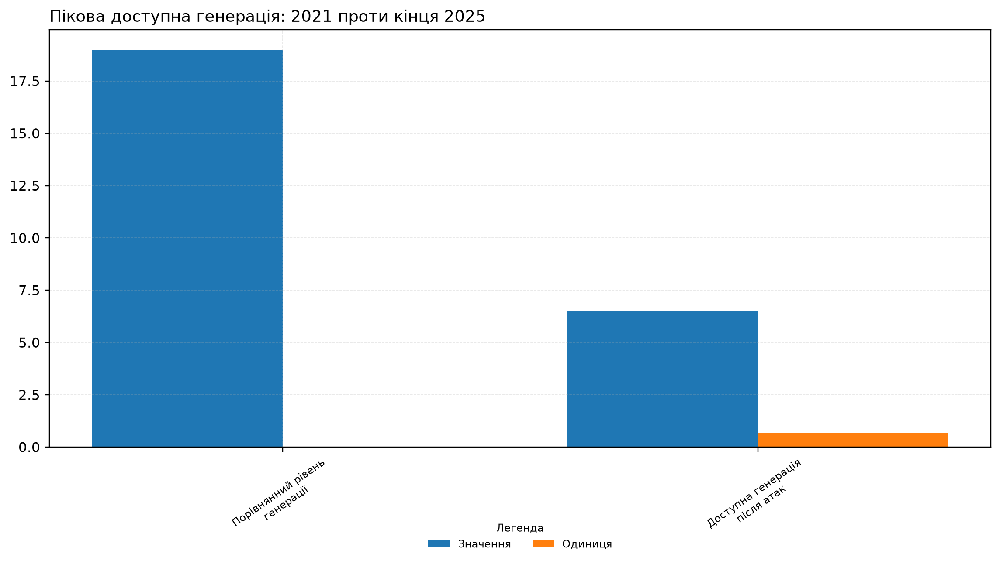 Пікова доступна генерація: 2021 проти кінця 2025
17.5
15.0
12.5
10.0
7.5
5.0
2.5
0.0
Порівнянний рівень
генерації
Доступна генерація
після атак
Легенда
Значення
Одиниця